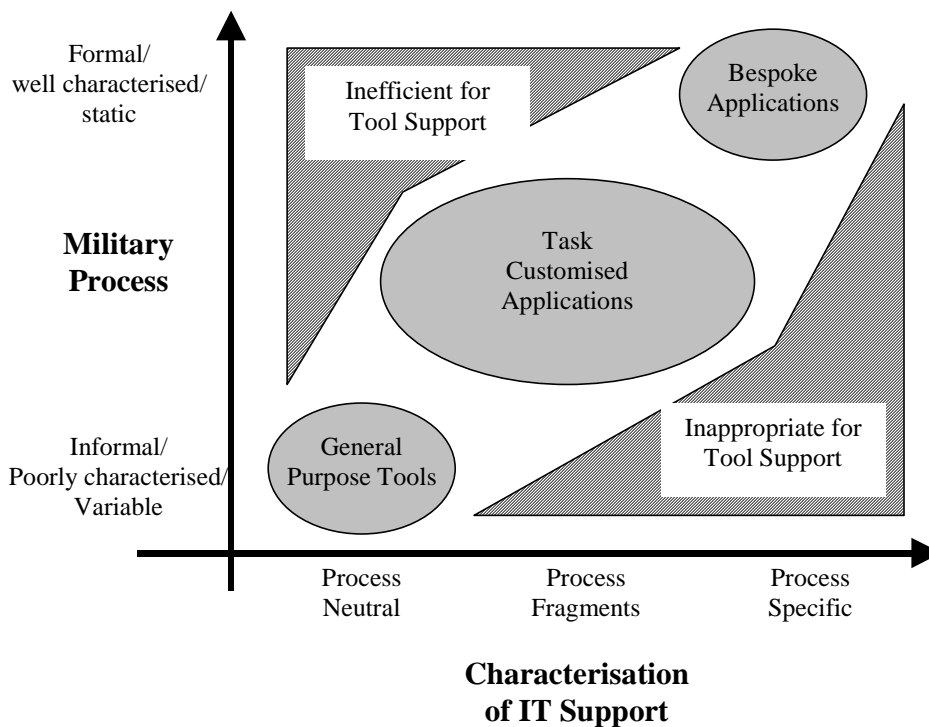 Formal/
well characterised/
static
Inefficient for
Tool Support
Bespoke
Applications
Military
Process
Task
Customised
Applications
Informal/
Poorly characterised/
Variable
General
Purpose Tools
Inappropriate for
Tool Support
Process
Neutral
Process
Fragments
Process
Specific
Characterisation
of IT Support